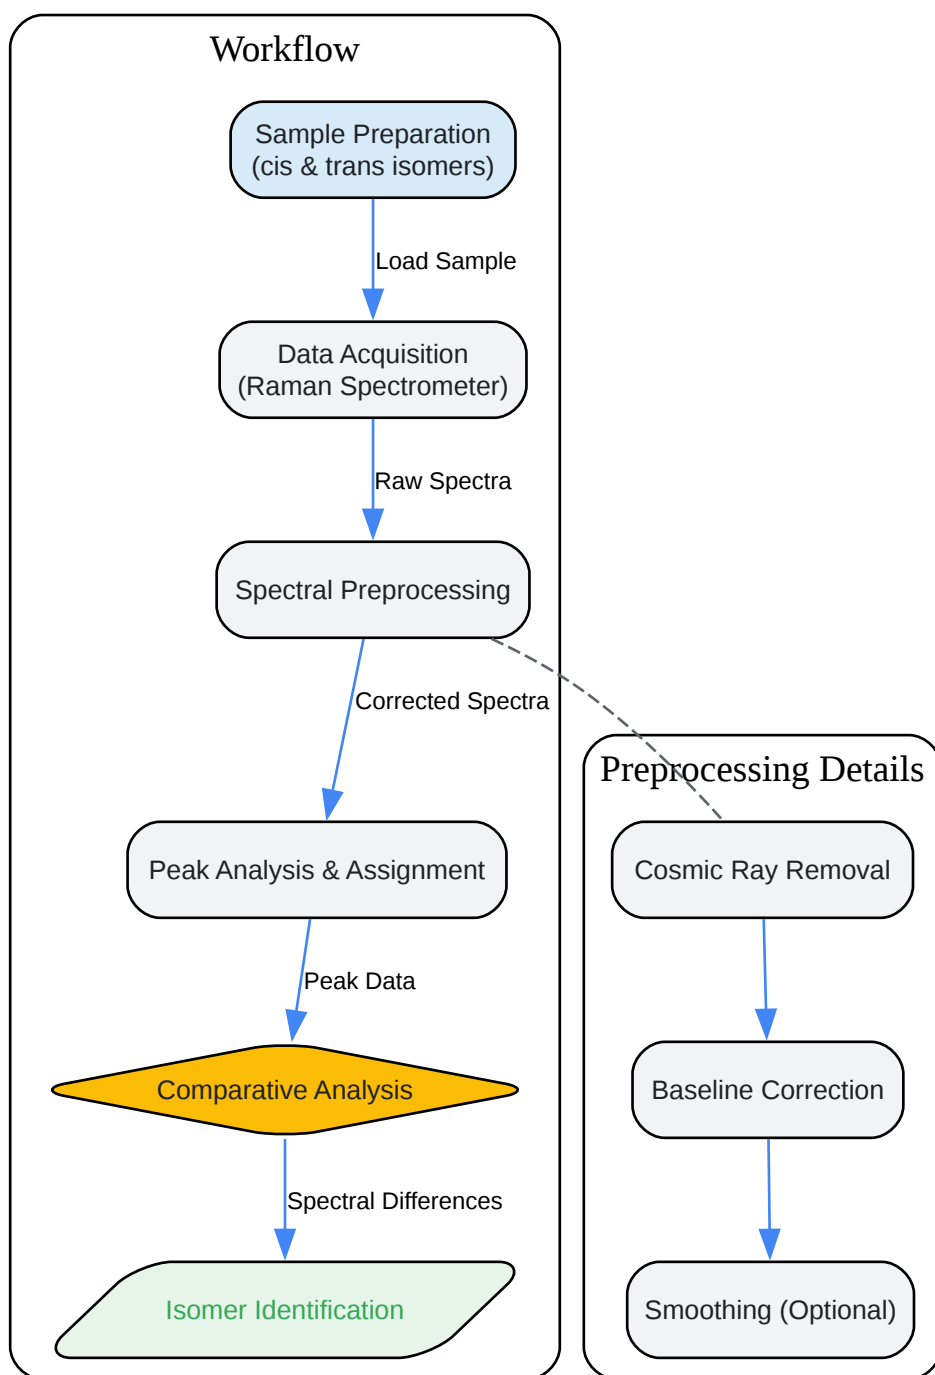 Workflow
Sample Preparation
(cis & trans isomers)
Load Sample
Data Acquisition
(Raman Spectrometer)
Raw Spectra
Spectral Preprocessing
Corrected Spectra
Peak Analysis & Assignment
Peak Data
Comparative Analysis
Spectral Differences
Isomer Identification
Preprocessing Details
Cosmic Ray Removal
Baseline Correction
Smoothing (Optional)